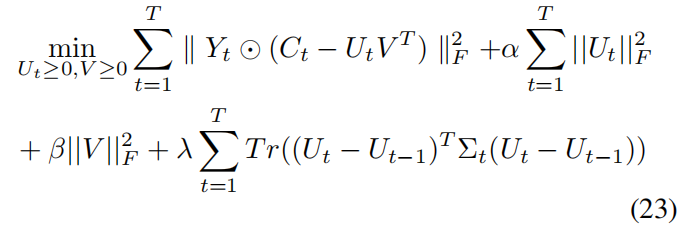 \min_{U_t \geq 0, V \geq 0} \sum_{t=1}^{T} \| Y_t \odot (C_t - U_t V^T) \|_F^2 + \alpha \sum_{t=1}^{T} ||U_t||_F^2
+ \beta ||V||_F^2 + \lambda \sum_{t=1}^{T} Tr((U_t - U_{t-1})^T \Sigma_t (U_t - U_{t-1}))
(23)